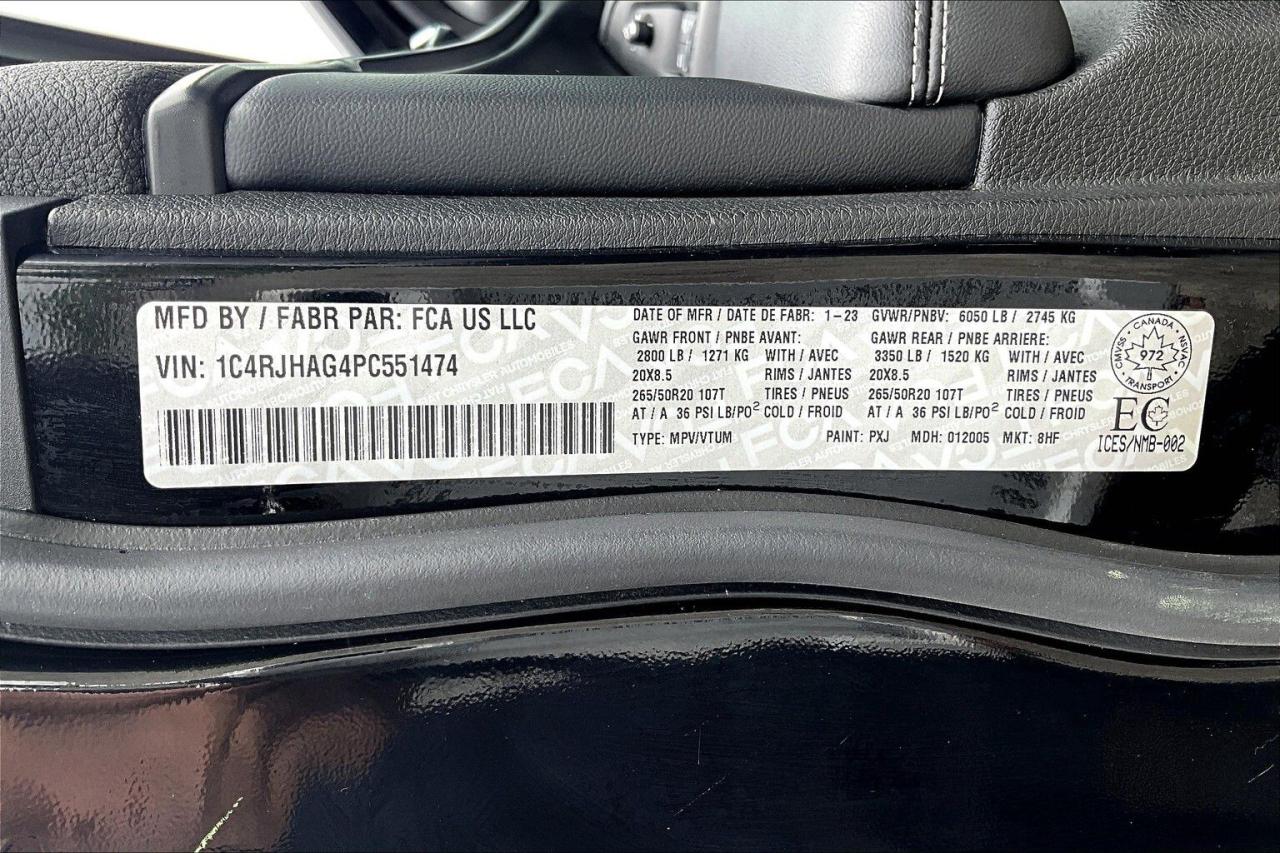 MFD BY / FABR PAR: FCA US LLC
VIN: 1C4RJHAG4PC551474
DATE OF MFR / DATE DE FABR: 1-23 GVWR/PNBV: 6050 LB / 2745 KG
GAWR FRONT / PNBE AVANT: GAWR REAR / PNBE ARRIERE:
2800 LB / 1271 KG WITH / AVEC 3350 LB / 1520 KG WITH / AVEC
20X8.5 RIMS / JANTES 20X8.5 RIMS / JANTES
265/50R20 107T TIRES / PNEUS 265/50R20 107T TIRES / PNEUS
AT / A 36 PSI LB/PO² COLD / FROID AT / A 36 PSI LB/PO² COLD / FROID
TYPE: MPV/VTUM PAINT: PXJ MDH: 012005 MKT: 8HF
CANADA
CMVSS 972 NSVAC
TRANSPORT
EC
ICES/NMB-002